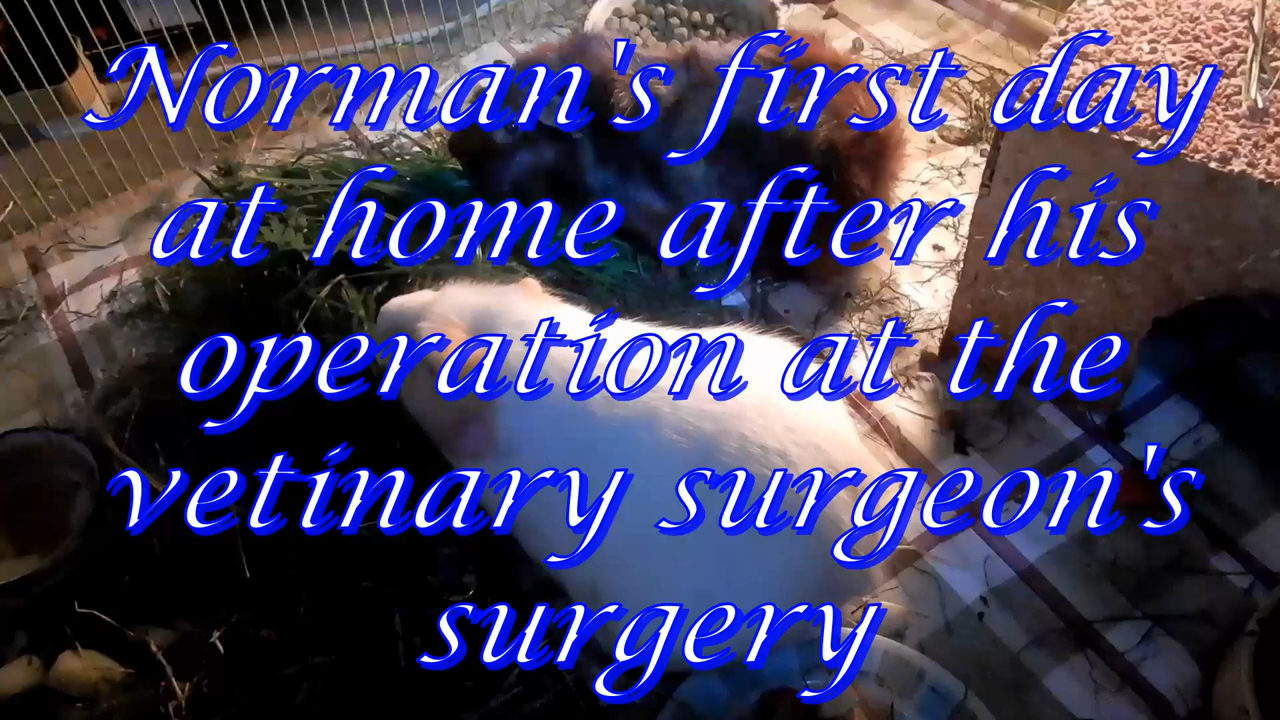 Norman's first day
at home after his
operation at the
vetinary surgeon's
surgery